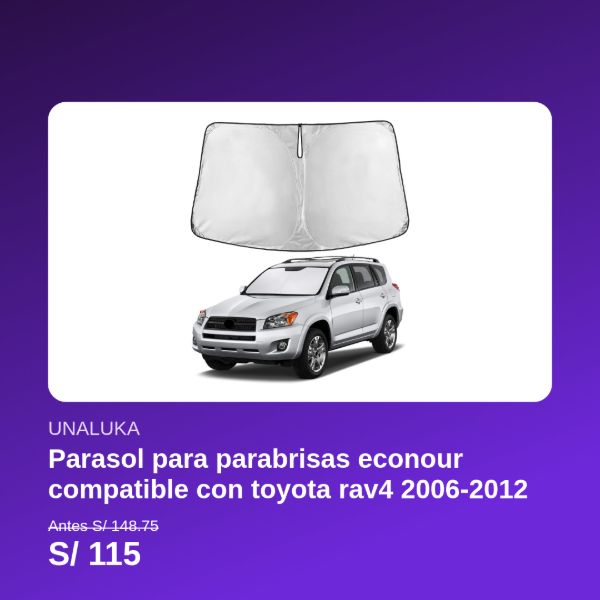 UNALUKA
Parasol para parabrisas econour
compatible con toyota rav4 2006-2012
Antes S/ 148.75
S/ 115